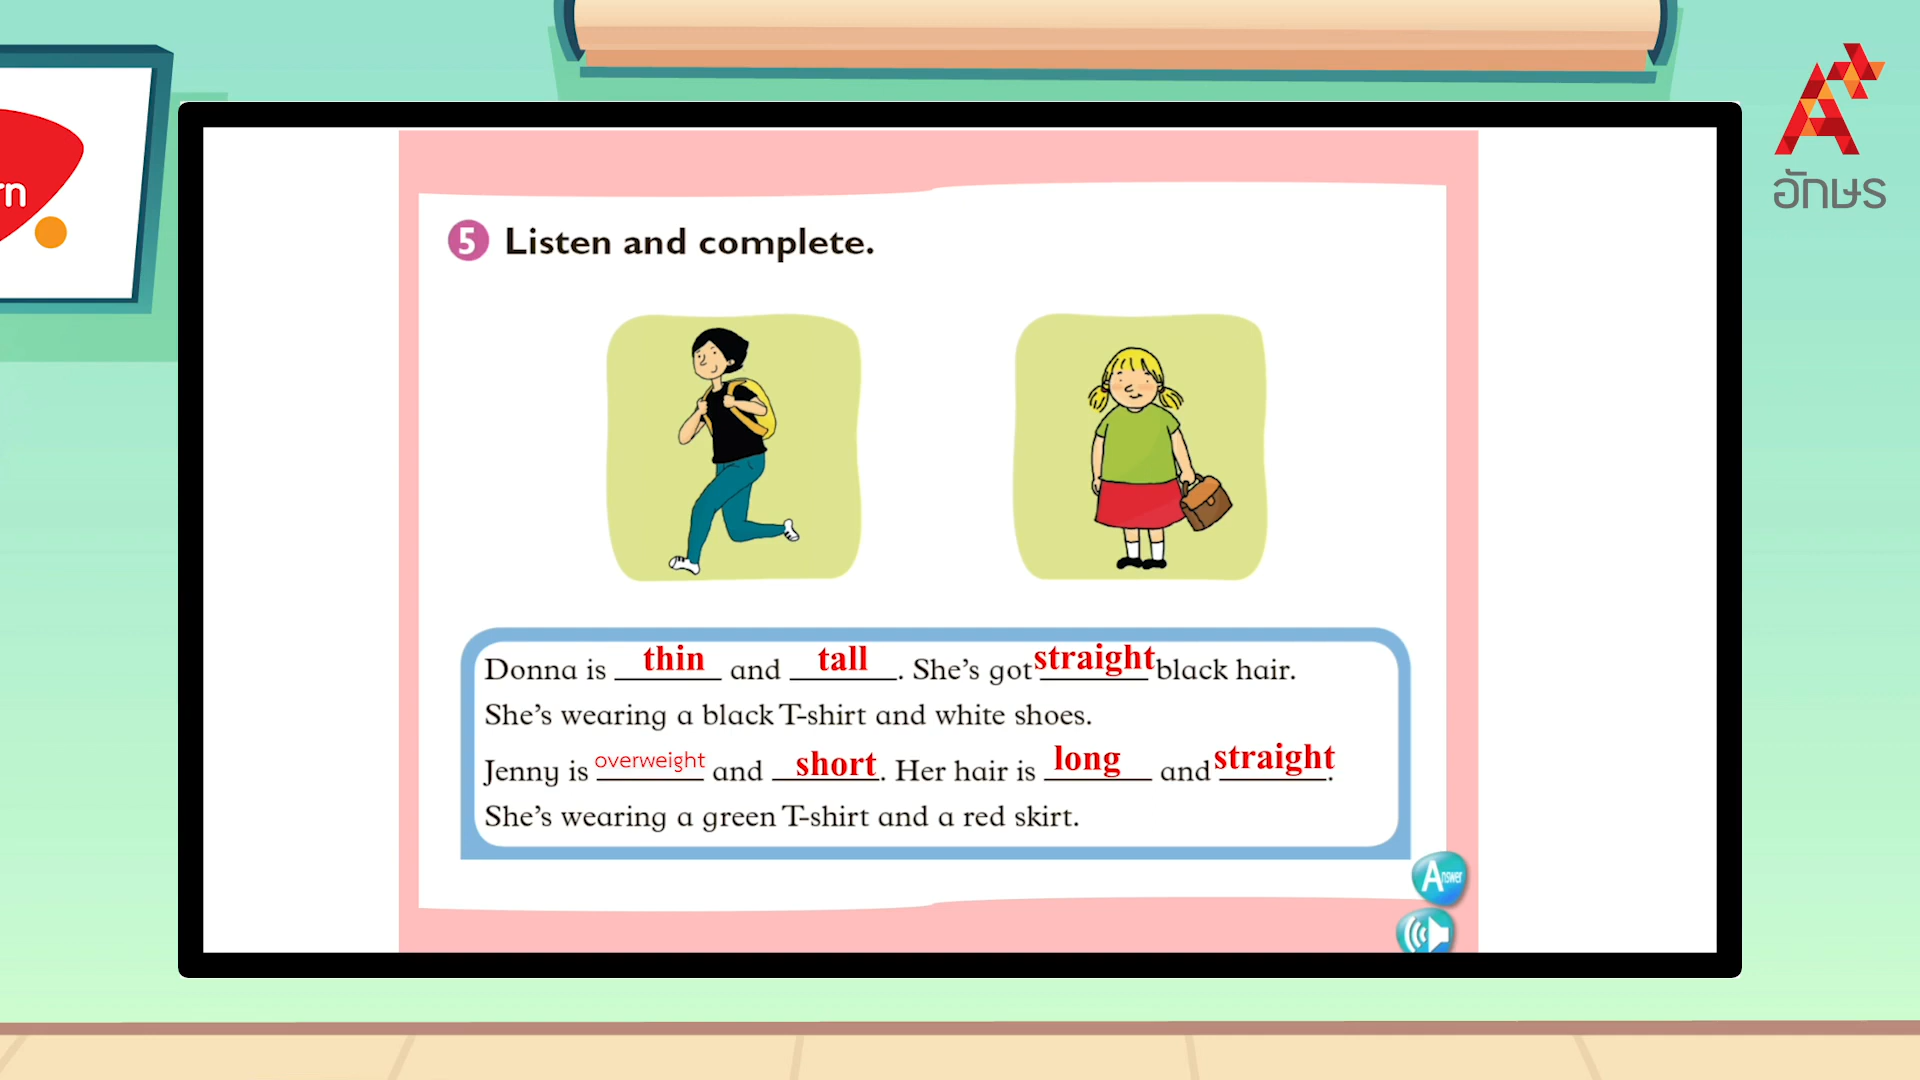 rn
อักษร
5 Listen and complete.
Donna is thin and tall. She's got straight black hair.
She's wearing a black T-shirt and white shoes.
Jenny is overweight and short. Her hair is long and straight.
She's wearing a green T-shirt and a red skirt.
Answer